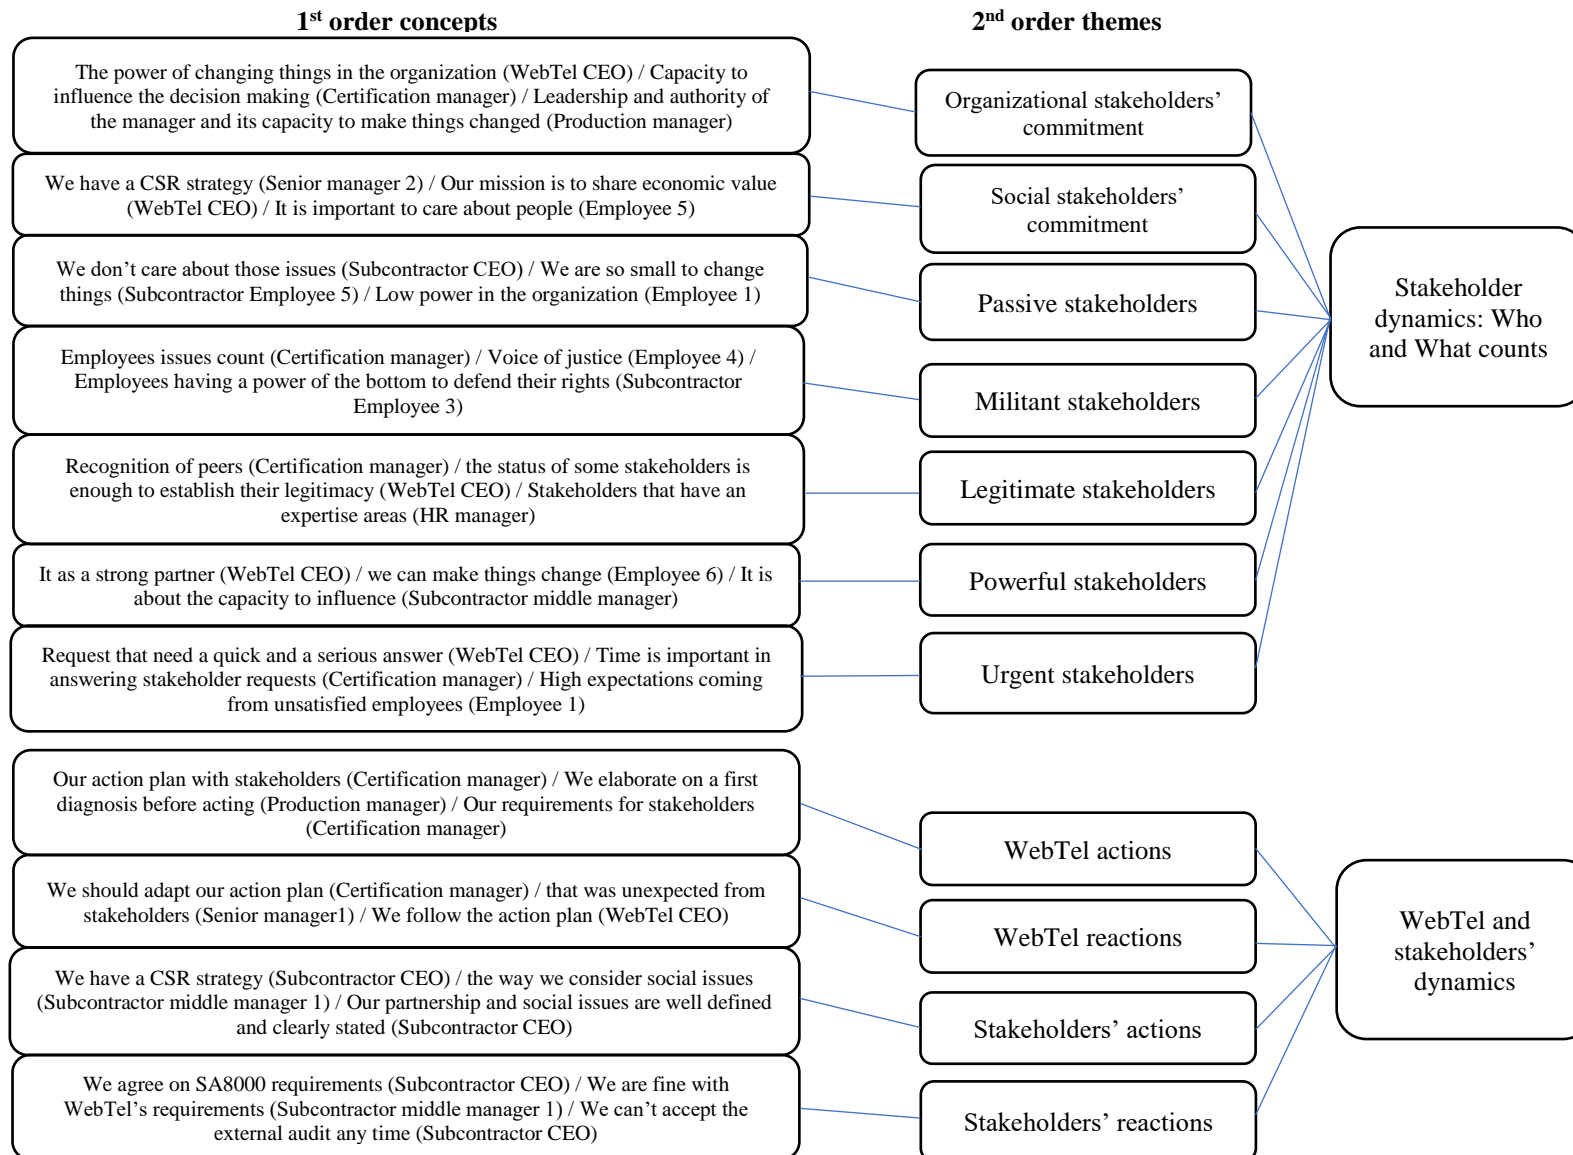 1st order concepts
2nd order themes
The power of changing things in the organization (WebTel CEO) / Capacity to
influence the decision making (Certification manager) / Leadership and authority of
the manager and its capacity to make things changed (Production manager)
Organizational stakeholders’
commitment
We have a CSR strategy (Senior manager 2) / Our mission is to share economic value
(WebTel CEO) / It is important to care about people (Employee 5)
Social stakeholders’
commitment
We don’t care about those issues (Subcontractor CEO) / We are so small to change
things (Subcontractor Employee 5) / Low power in the organization (Employee 1)
Passive stakeholders
Employees issues count (Certification manager) / Voice of justice (Employee 4) /
Employees having a power of the bottom to defend their rights (Subcontractor
Employee 3)
Militant stakeholders
Recognition of peers (Certification manager) / the status of some stakeholders is
enough to establish their legitimacy (WebTel CEO) / Stakeholders that have an
expertise areas (HR manager)
Legitimate stakeholders
It as a strong partner (WebTel CEO) / we can make things change (Employee 6) / It is
about the capacity to influence (Subcontractor middle manager)
Powerful stakeholders
Request that need a quick and a serious answer (WebTel CEO) / Time is important in
answering stakeholder requests (Certification manager) / High expectations coming
from unsatisfied employees (Employee 1)
Urgent stakeholders
Stakeholder
dynamics: Who
and What counts
Our action plan with stakeholders (Certification manager) / We elaborate on a first
diagnosis before acting (Production manager) / Our requirements for stakeholders
(Certification manager)
WebTel actions
We should adapt our action plan (Certification manager) / that was unexpected from
stakeholders (Senior manager1) / We follow the action plan (WebTel CEO)
WebTel reactions
We have a CSR strategy (Subcontractor CEO) / the way we consider social issues
(Subcontractor middle manager 1) / Our partnership and social issues are well defined
and clearly stated (Subcontractor CEO)
Stakeholders’ actions
We agree on SA8000 requirements (Subcontractor CEO) / We are fine with
WebTel’s requirements (Subcontractor middle manager 1) / We can’t accept the
external audit any time (Subcontractor CEO)
Stakeholders’ reactions
WebTel and
stakeholders’
dynamics